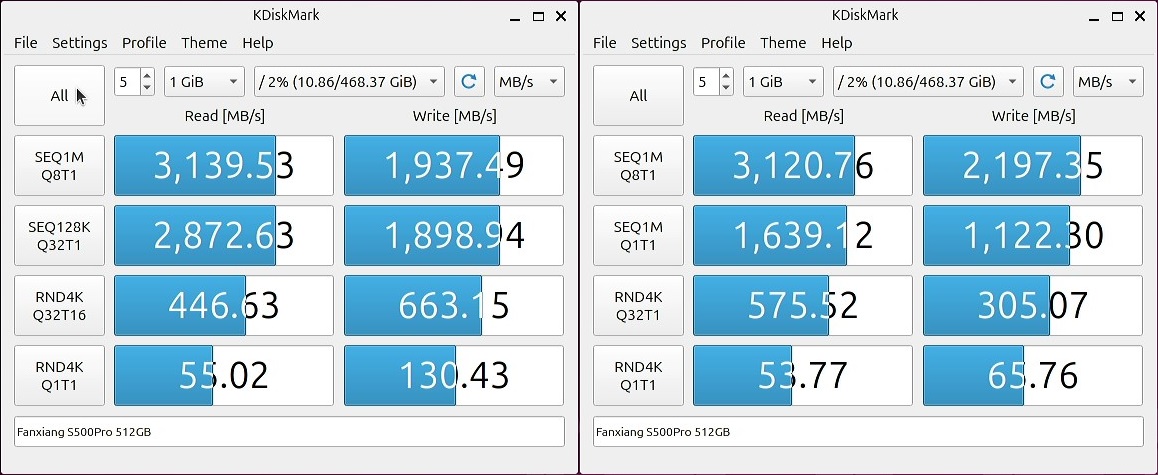 KDiskMark
File Settings Profile Theme Help
All 5 1 GiB / 2% (10.86/468.37 GiB) MB/s
Read [MB/s] Write [MB/s]
SEQ1M
Q8T1
3,139.53 1,937.49
SEQ128K
Q32T1
2,872.63 1,898.94
RND4K
Q32T16
446.63 663.15
RND4K
Q1T1
55.02 130.43
Fanxiang S500Pro 512GB
KDiskMark
File Settings Profile Theme Help
All 5 1 GiB / 2% (10.86/468.37 GiB) MB/s
Read [MB/s] Write [MB/s]
SEQ1M
Q8T1
3,120.76 2,197.35
SEQ1M
Q1T1
1,639.12 1,122.30
RND4K
Q32T1
575.52 305.07
RND4K
Q1T1
53.77 65.76
Fanxiang S500Pro 512GB